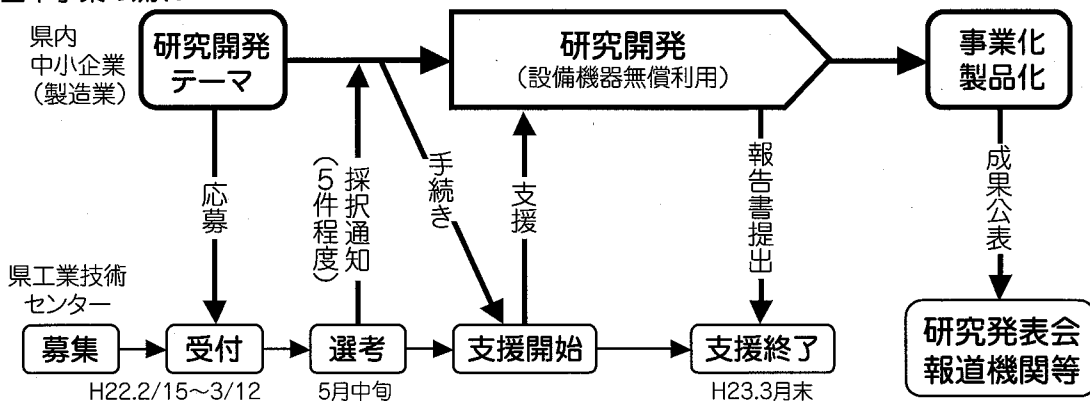 県内
中小企業
(製造業)
研究開発
テーマ
研究開発
(設備機器無償利用)
事業化
製品化
応募
採択通知
(5件程度)
手続き
支援
報告書提出
成果公表
県工業技術
センター
募集
受付
選考
支援開始
支援終了
研究発表会
報道機関等
H22.2/15〜3/12
5月中旬
H23.3月末